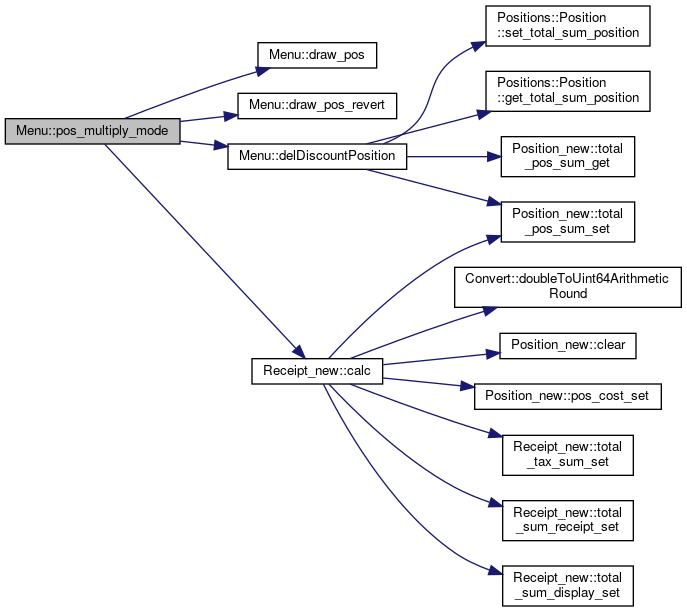 Menu::pos_multiply_mode
Menu::draw_pos
Menu::draw_pos_revert
Menu::delDiscountPosition
Receipt_new::calc
Positions::Position
::set_total_sum_position
Positions::Position
::get_total_sum_position
Position_new::total
_pos_sum_get
Position_new::total
_pos_sum_set
Convert::doubleToUint64Arithmetic
Round
Position_new::clear
Position_new::pos_cost_set
Receipt_new::total
_tax_sum_set
Receipt_new::total
_sum_receipt_set
Receipt_new::total
_sum_display_set